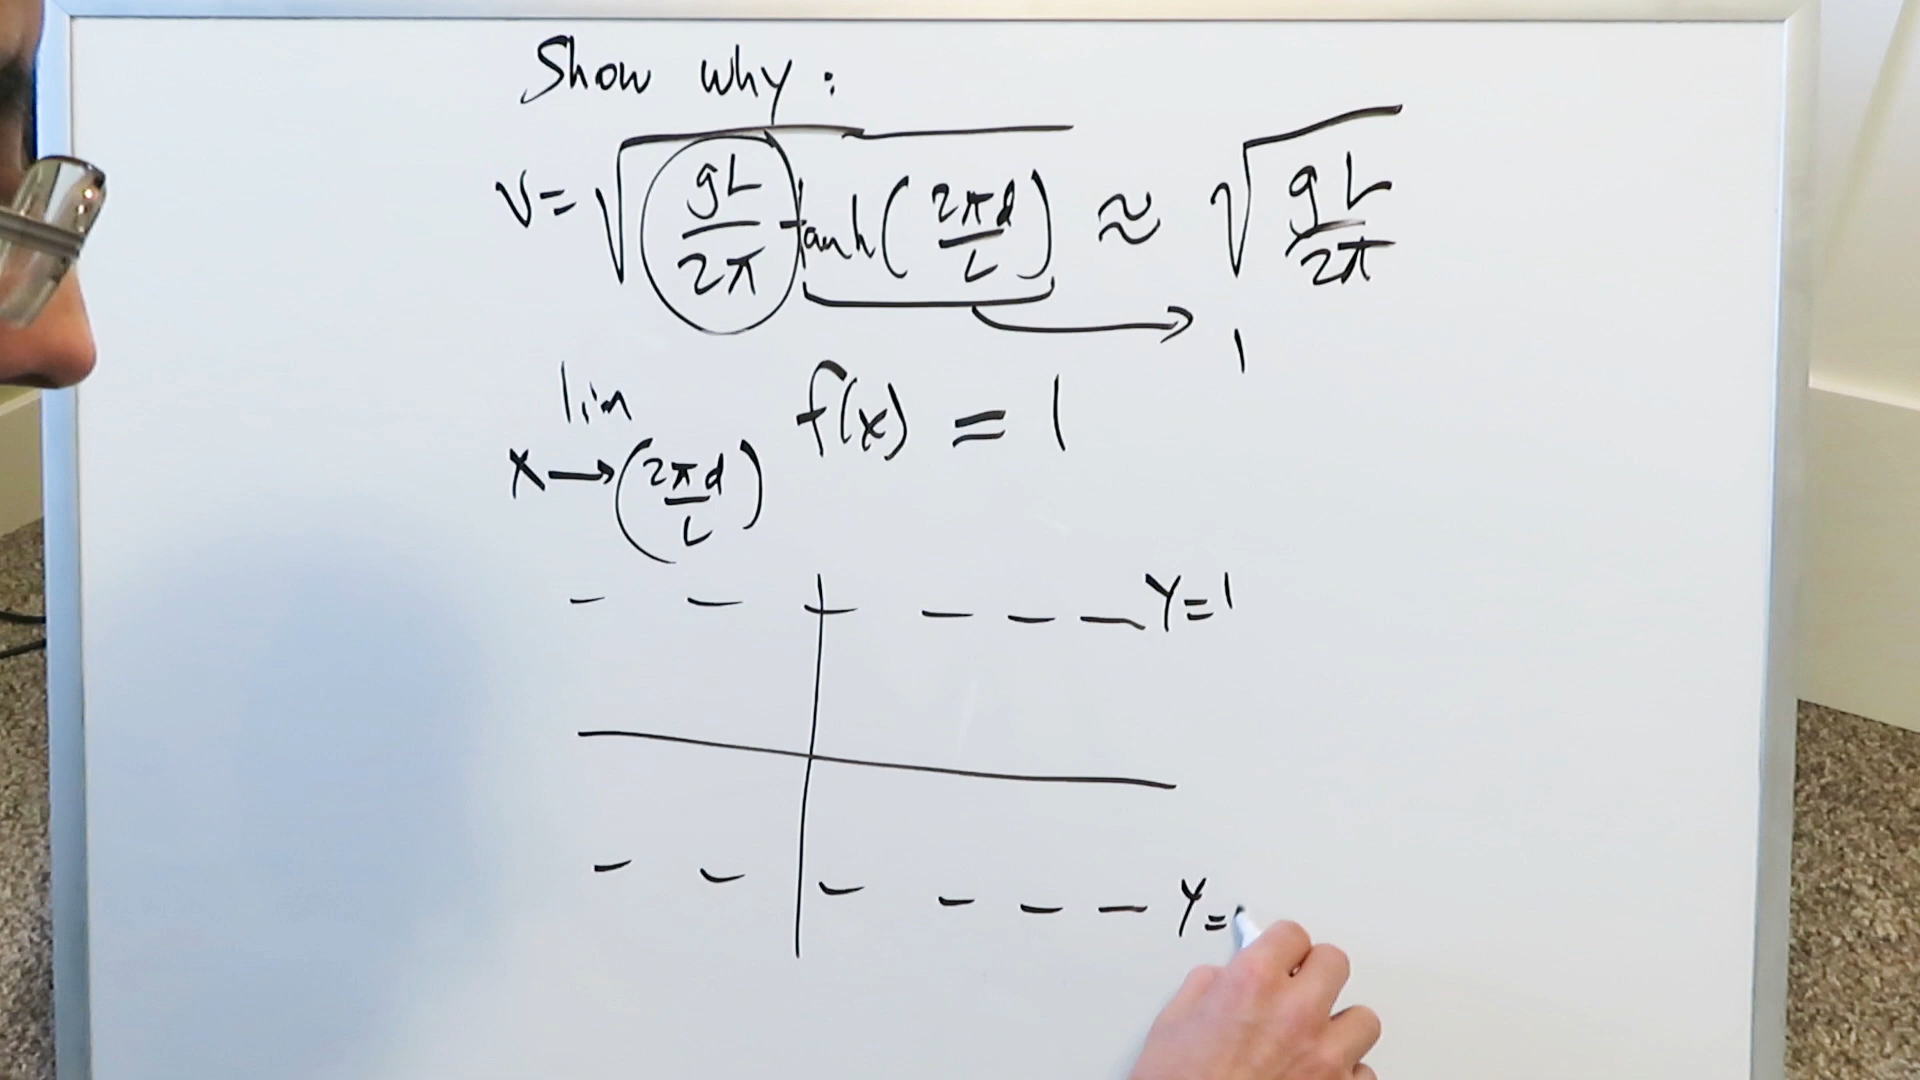 Show why:
V = √(gL/2π tanh(2πd/L)) ≈ √(gL/2π)
1
lim f(x) = 1
x→(2πd/L)
Y=1
Y=